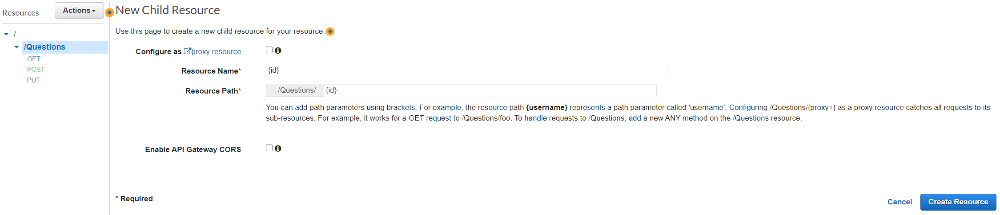 Resources
Actions
New Child Resource
/
/Questions
GET
POST
PUT
Use this page to create a new child resource for your resource.
Configure as proxy resource
Resource Name*
{id}
Resource Path*
/Questions/ {id}
You can add path parameters using brackets. For example, the resource path {username} represents a path parameter called 'username'. Configuring /Questions/{proxy+} as a proxy resource catches all requests to its
sub-resources. For example, it works for a GET request to /Questions/foo. To handle requests to /Questions, add a new ANY method on the /Questions resource.
Enable API Gateway CORS
* Required
Cancel
Create Resource